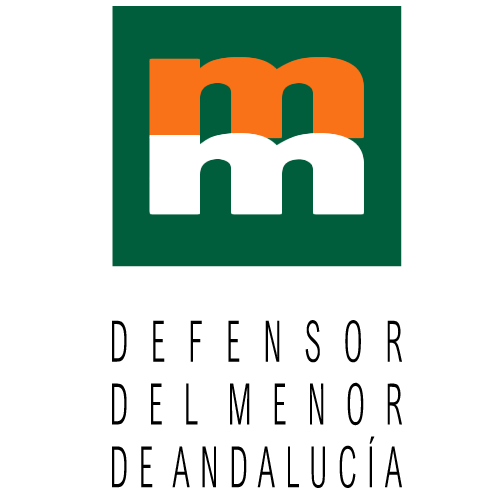 m
m
DEFENSOR
DEL MENOR
DE ANDALUCÍA